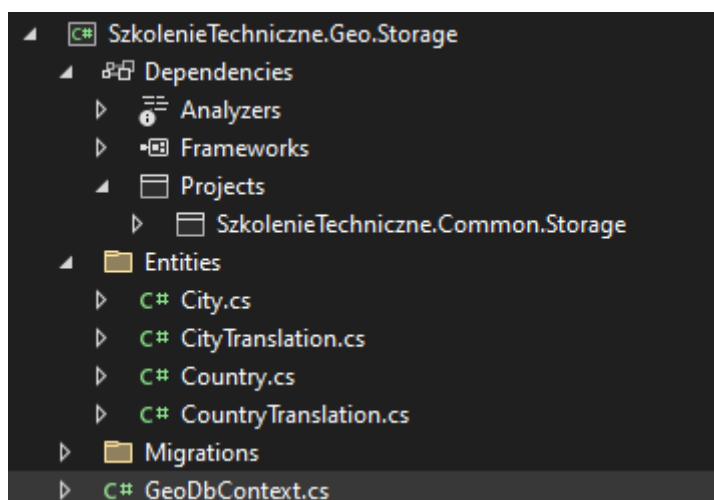 C# SzkolenieTechniczne.Geo.Storage
Dependencies
Analyzers
Frameworks
Projects
SzkolenieTechniczne.Common.Storage
Entities
C# City.cs
C# CityTranslation.cs
C# Country.cs
C# CountryTranslation.cs
Migrations
C# GeoDbContext.cs